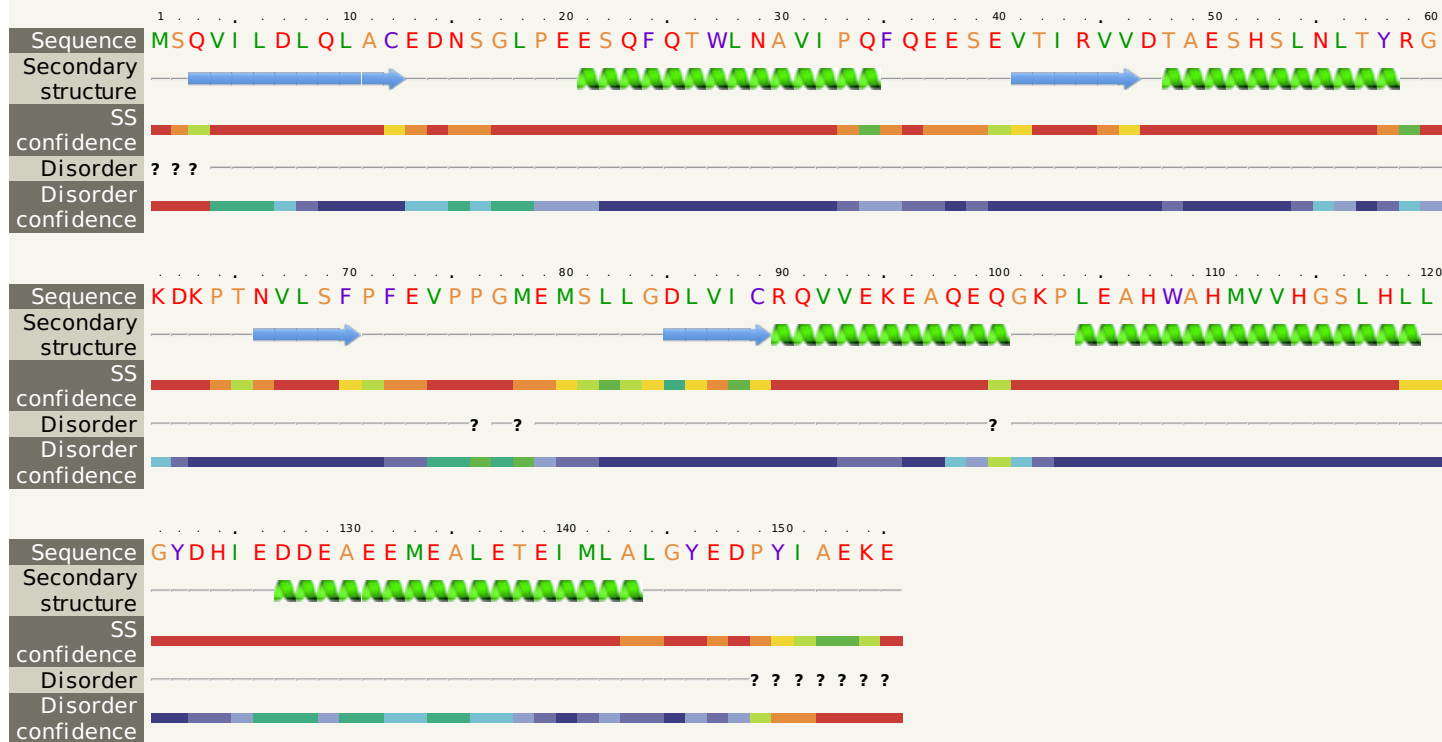 1 10 20 30 40 50 60
Sequence M S Q V I L D L Q L A C E D N S G L P E E S Q F Q T W L N A V I P Q F Q E E S E V T I R V V D T A E S H S L N L T Y R G
Secondary
structure
SS
confidence
Disorder ? ? ?
Disorder
confidence
70 80 90 100 110 120
Sequence K D K P T N V L S F P F E V P P G M E M S L L G D L V I C R Q V V E K E A Q E Q G K P L E A H W A H M V V H G S L H L L
Secondary
structure
SS
confidence
Disorder ? ? ?
Disorder
confidence
130 140 150
Sequence G Y D H I E D D E A E E M E A L E T E I M L A L G Y E D P Y I A E K E
Secondary
structure
SS
confidence
Disorder ? ? ? ? ? ? ?
Disorder
confidence